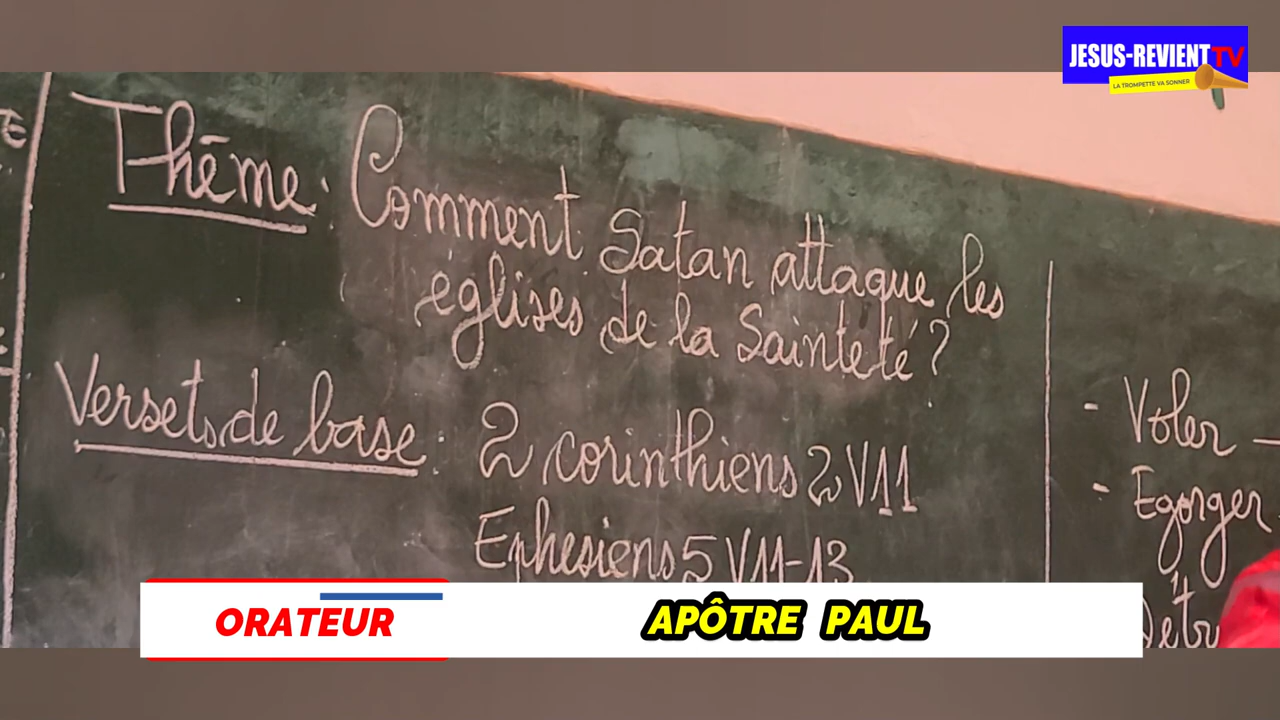 JESUS-REVIENT TV
LA TROMPETTE VA SONNER
Thême: Comment Satan attaque les
églises de la Sainteté?
Versets de base: 2 corinthiens 2 V11
Ephesiens 5 V11-13
- Voler -
- Egorger
ORATEUR
APÔTRE PAUL